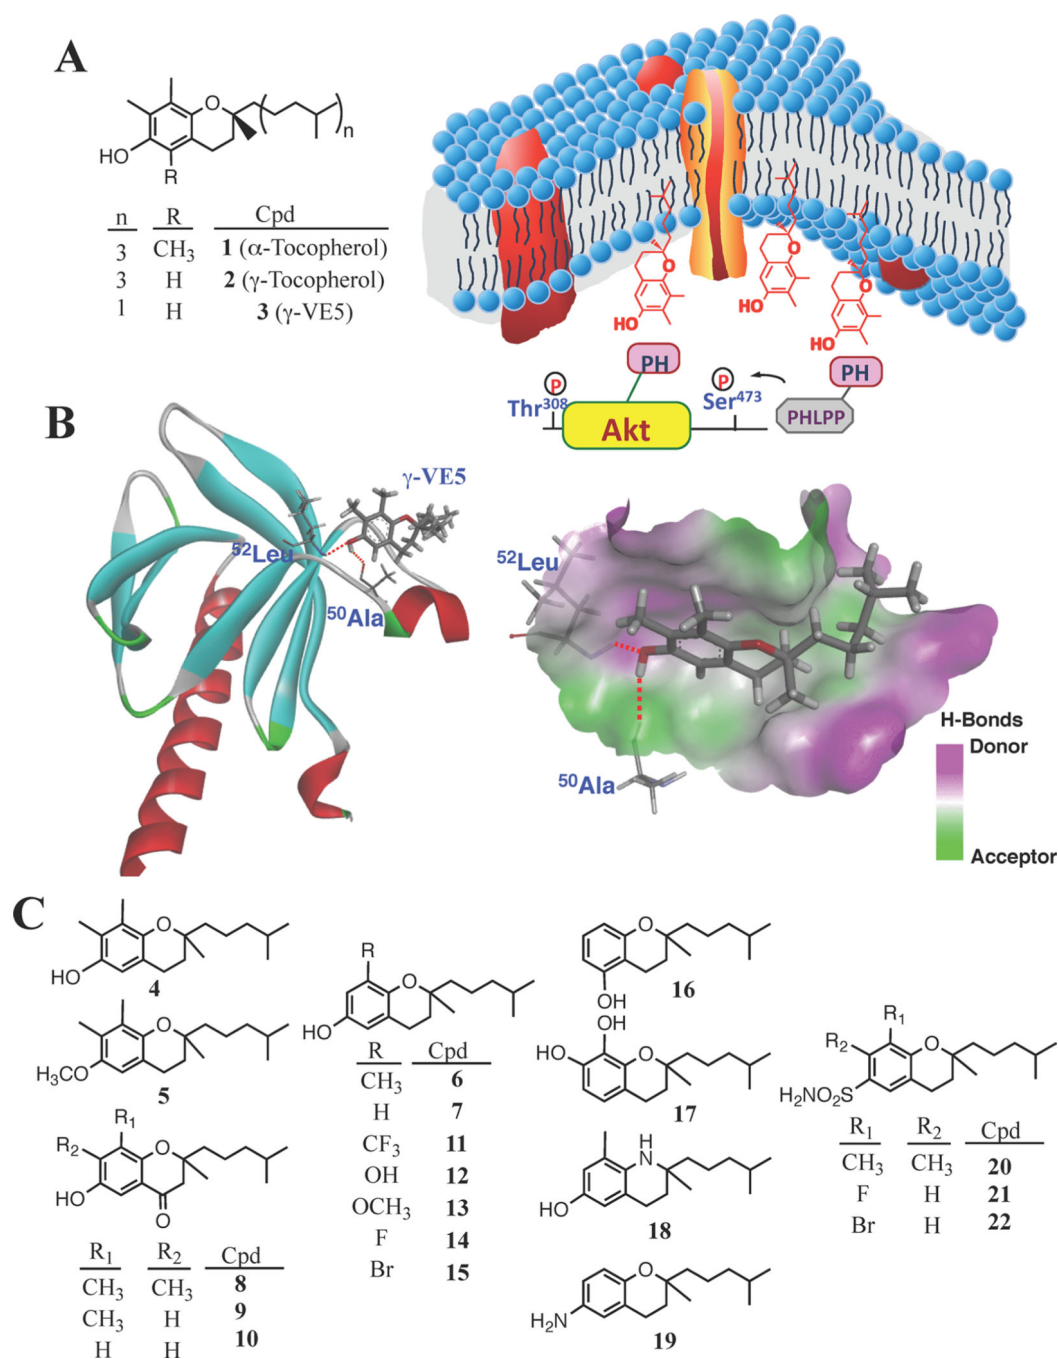 A
O
n
HO
R
n R Cpd
3 CH₃ 1 (α-Tocopherol)
3 H 2 (γ-Tocopherol)
1 H 3 (γ-VE5)
O
O
O
HO
HO
HO
PH
PH
P
P
Thr³⁰⁸
Ser⁴⁷³
Akt
PHLPP
B
γ-VE5
⁵²Leu
⁵⁰Ala
⁵²Leu
⁵⁰Ala
H-Bonds
Donor
Acceptor
C
O
HO
4
O
H₃CO
5
R₁
R₂
O
HO
O
R₁ R₂ Cpd
CH₃ CH₃ 8
CH₃ H 9
H H 10
R
O
HO
R Cpd
CH₃ 6
H 7
CF₃ 11
OH 12
OCH₃ 13
F 14
Br 15
O
OH
16
OH
HO
O
17
H
N
HO
18
O
H₂N
19
R₁
R₂
O
H₂NO₂S
R₁ R₂ Cpd
CH₃ CH₃ 20
F H 21
Br H 22